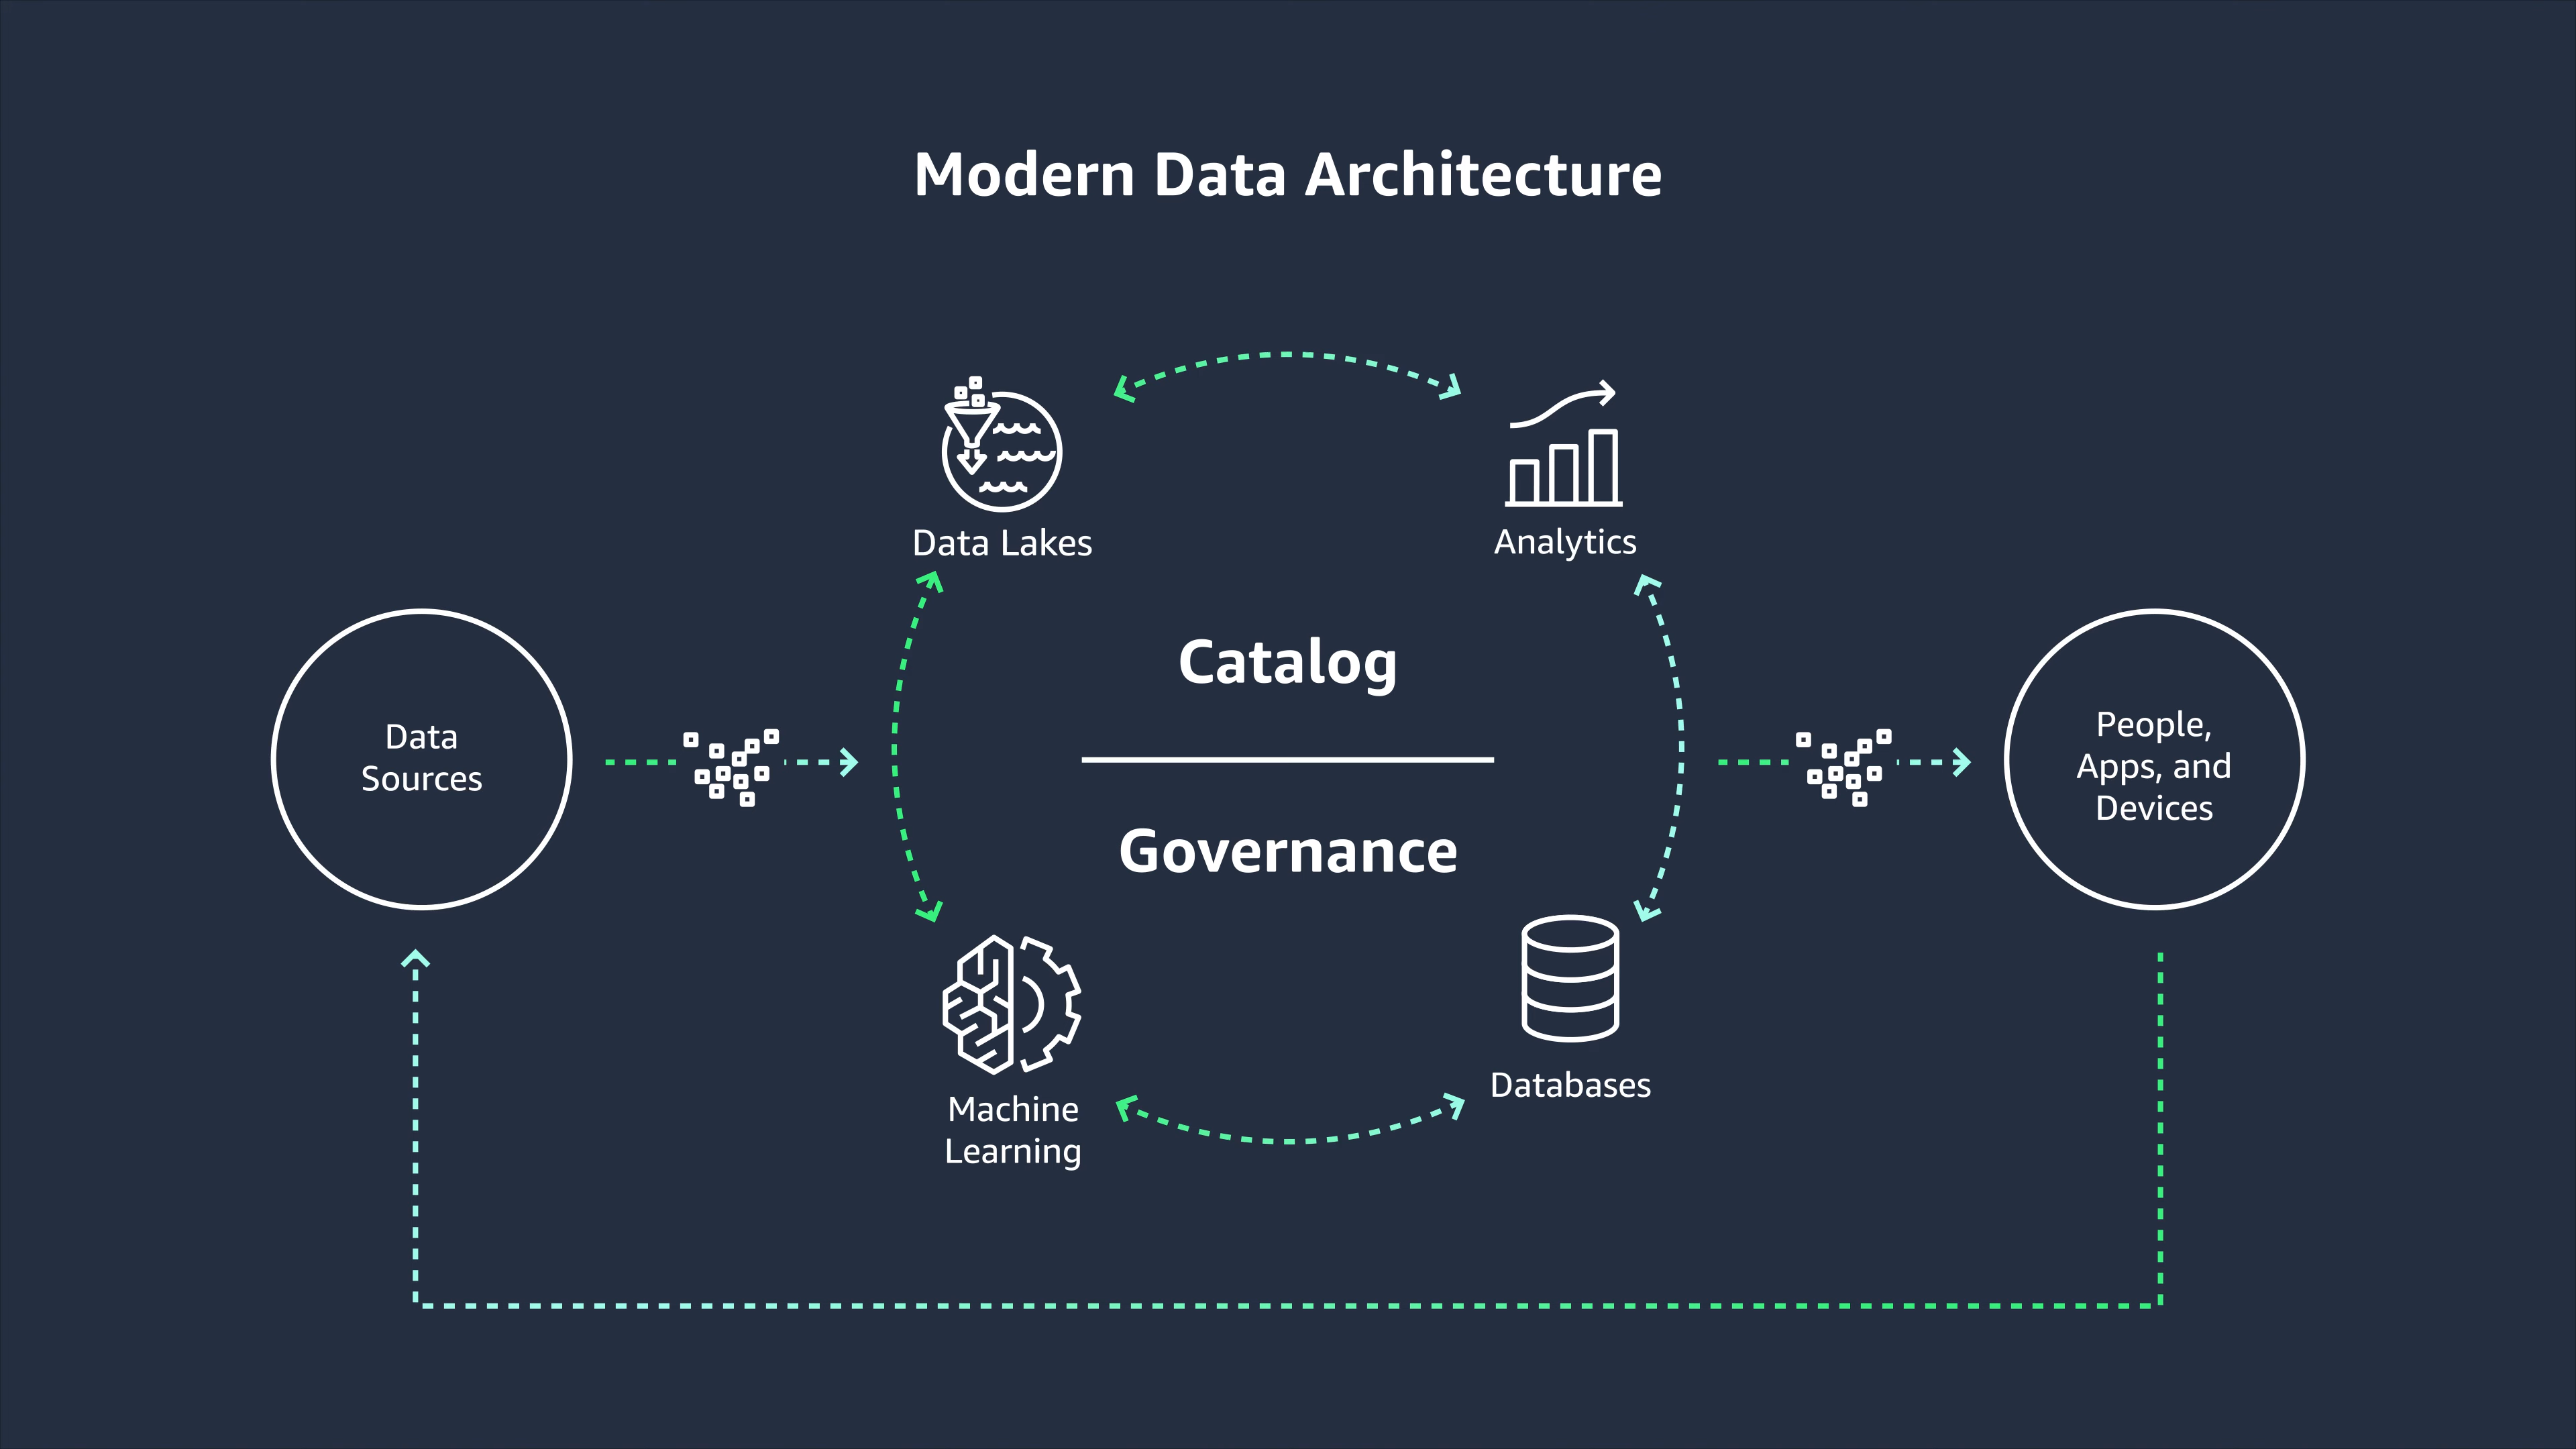 Modern Data Architecture
Data Lakes
Analytics
Catalog
Governance
Data
Sources
People,
Apps, and
Devices
Machine
Learning
Databases